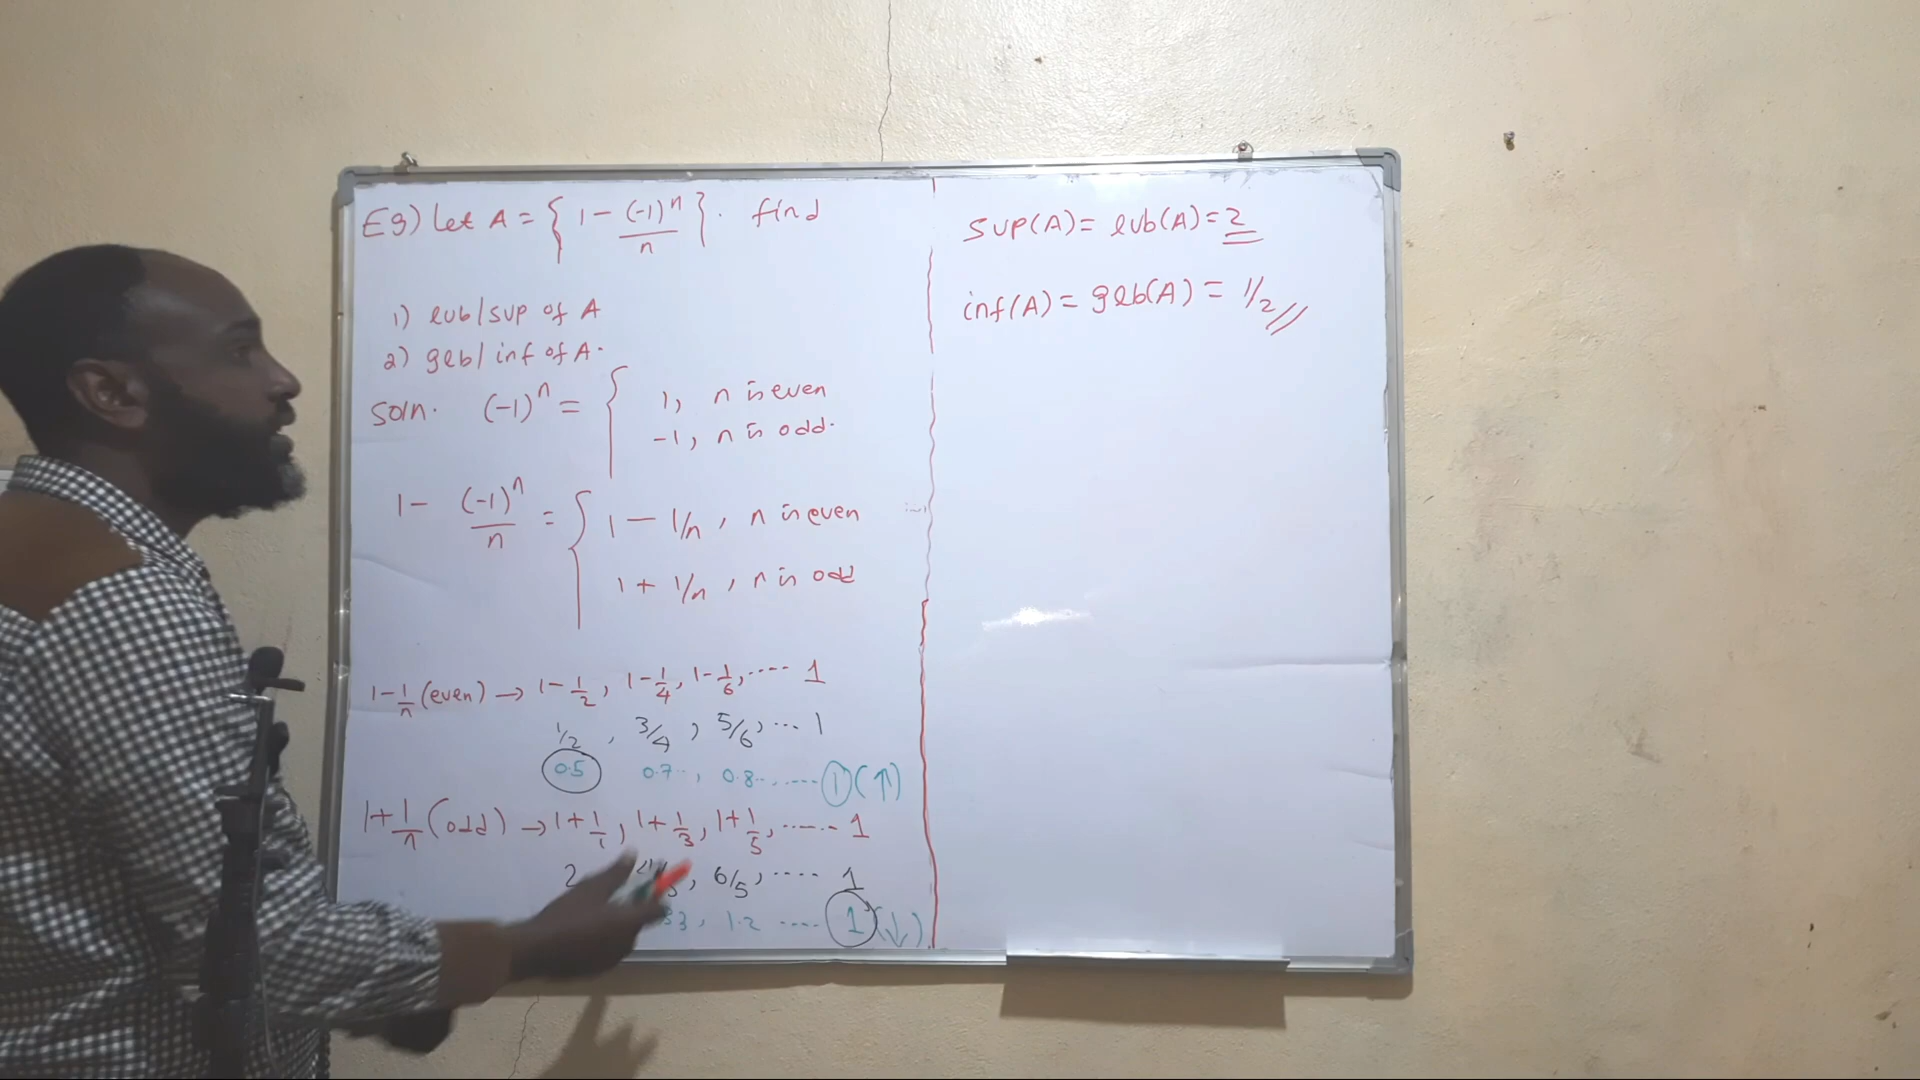 Eg) let A = { 1 - (-1)^n / n }. find
1) lub/sup of A
2) glb/ inf of A.
soln. (-1)^n = { 1, n is even
-1, n is odd.
1 - (-1)^n / n = { 1 - 1/n, n is even
1 + 1/n, n is odd
1 - 1/n (even) → 1 - 1/2, 1 - 1/4, 1 - 1/6, ..... 1
1/2, 3/4, 5/6, ... 1
0.5 0.7.., 0.8.. ..... 1 (↑)
1 + 1/n (odd) → 1 + 1/1, 1 + 1/3, 1 + 1/5, ...... 1
2 6/5, .... 1
33, 1.2 .... 1 (↓)
sup(A) = lub(A) = 2
inf(A) = glb(A) = 1/2 //